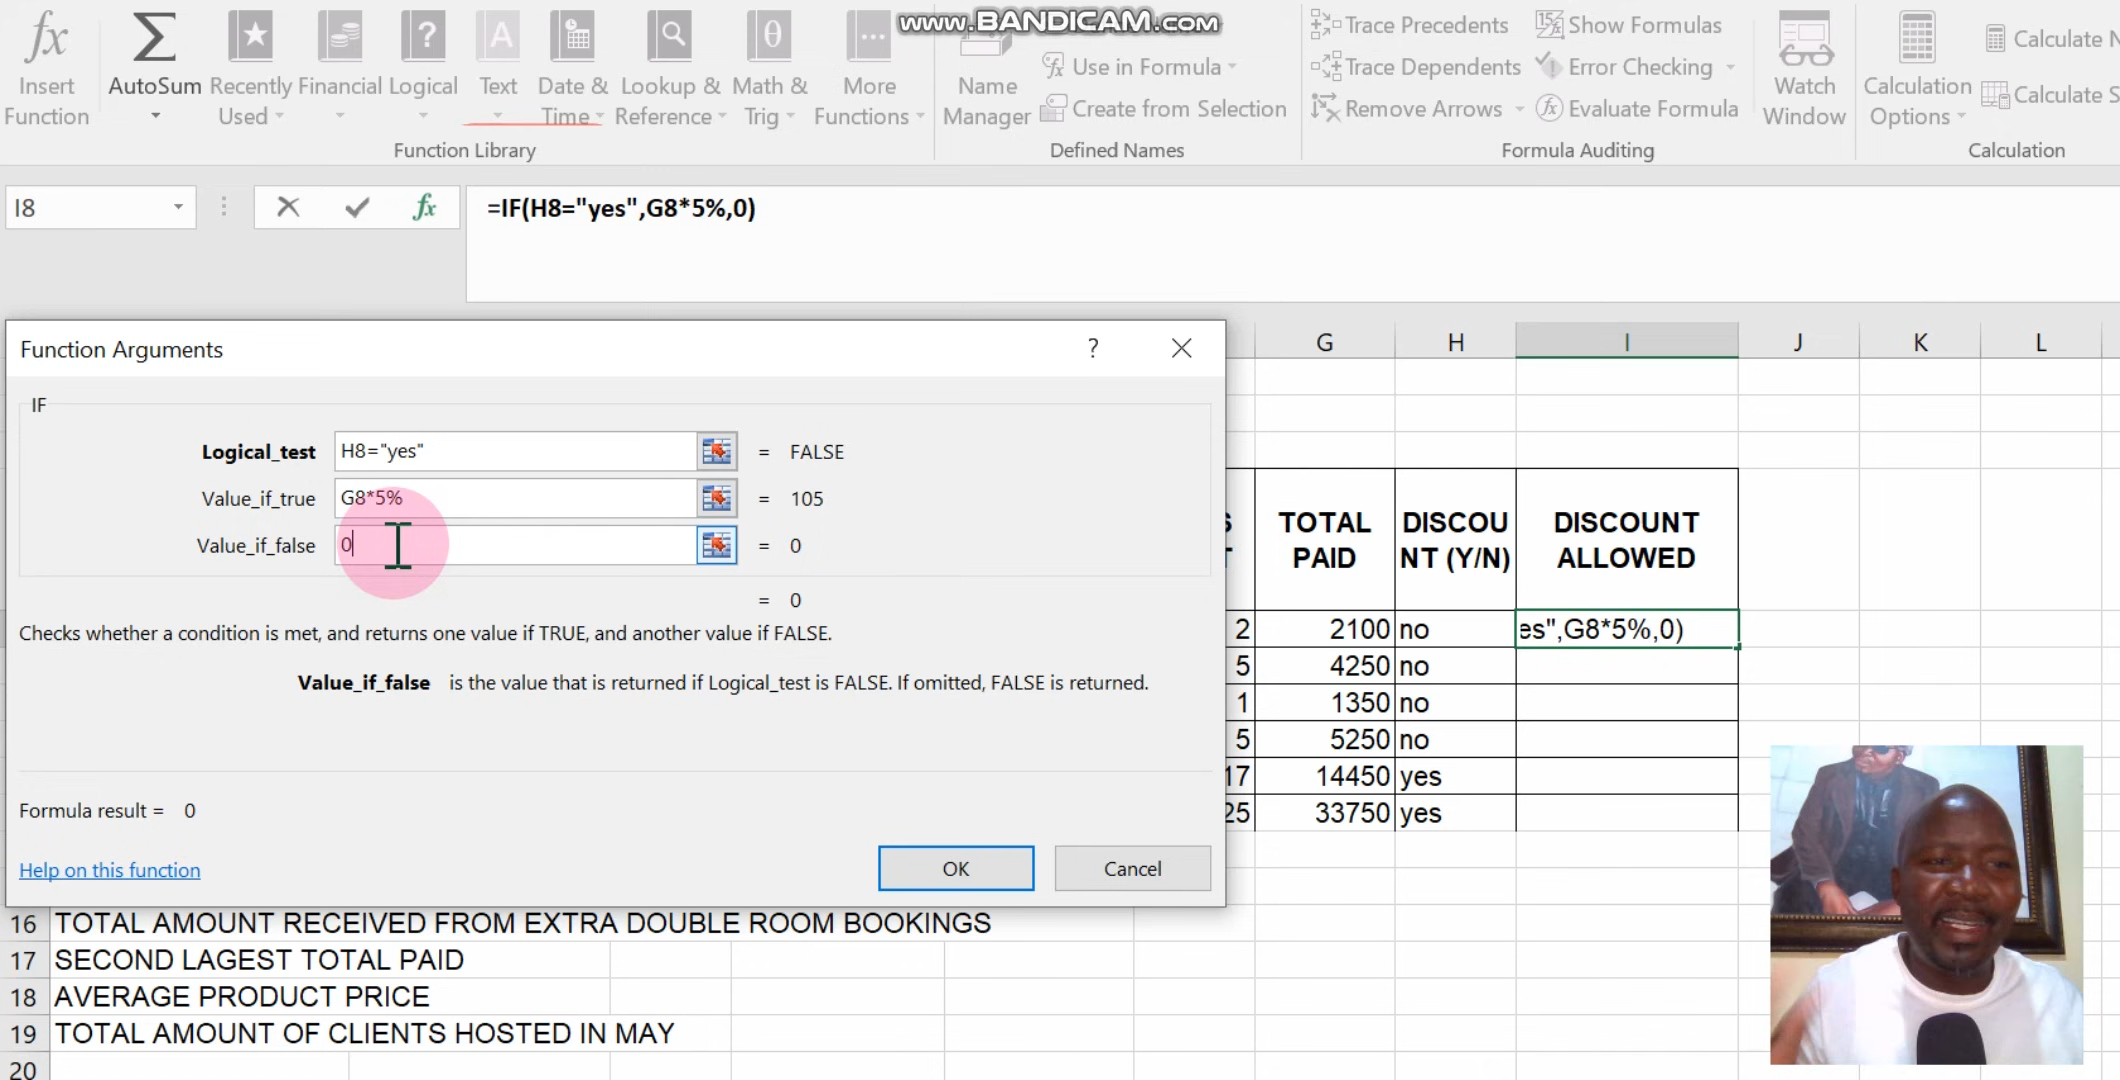 www.BANDICAM.com
fx Insert Function
AutoSum
Recently Used
Financial
Logical
Text
Date & Time
Lookup & Reference
Math & Trig
More Functions
Function Library
Name Manager
Use in Formula
Create from Selection
Defined Names
Trace Precedents
Trace Dependents
Remove Arrows
Show Formulas
Error Checking
Evaluate Formula
Formula Auditing
Watch Window
Calculation Options
Calculate
Calculate
Calculation
I8
fx
=IF(H8="yes",G8*5%,0)
Function Arguments
?
IF
Logical_test H8="yes" = FALSE
Value_if_true G8*5% = 105
Value_if_false 0 = 0
= 0
Checks whether a condition is met, and returns one value if TRUE, and another value if FALSE.
Value_if_false is the value that is returned if Logical_test is FALSE. If omitted, FALSE is returned.
Formula result = 0
Help on this function
OK
Cancel
G H I J K L
TOTAL PAID
DISCOU NT (Y/N)
DISCOUNT ALLOWED
2 2100 no es",G8*5%,0)
5 4250 no
1 1350 no
5 5250 no
17 14450 yes
25 33750 yes
16 TOTAL AMOUNT RECEIVED FROM EXTRA DOUBLE ROOM BOOKINGS
17 SECOND LAGEST TOTAL PAID
18 AVERAGE PRODUCT PRICE
19 TOTAL AMOUNT OF CLIENTS HOSTED IN MAY
20